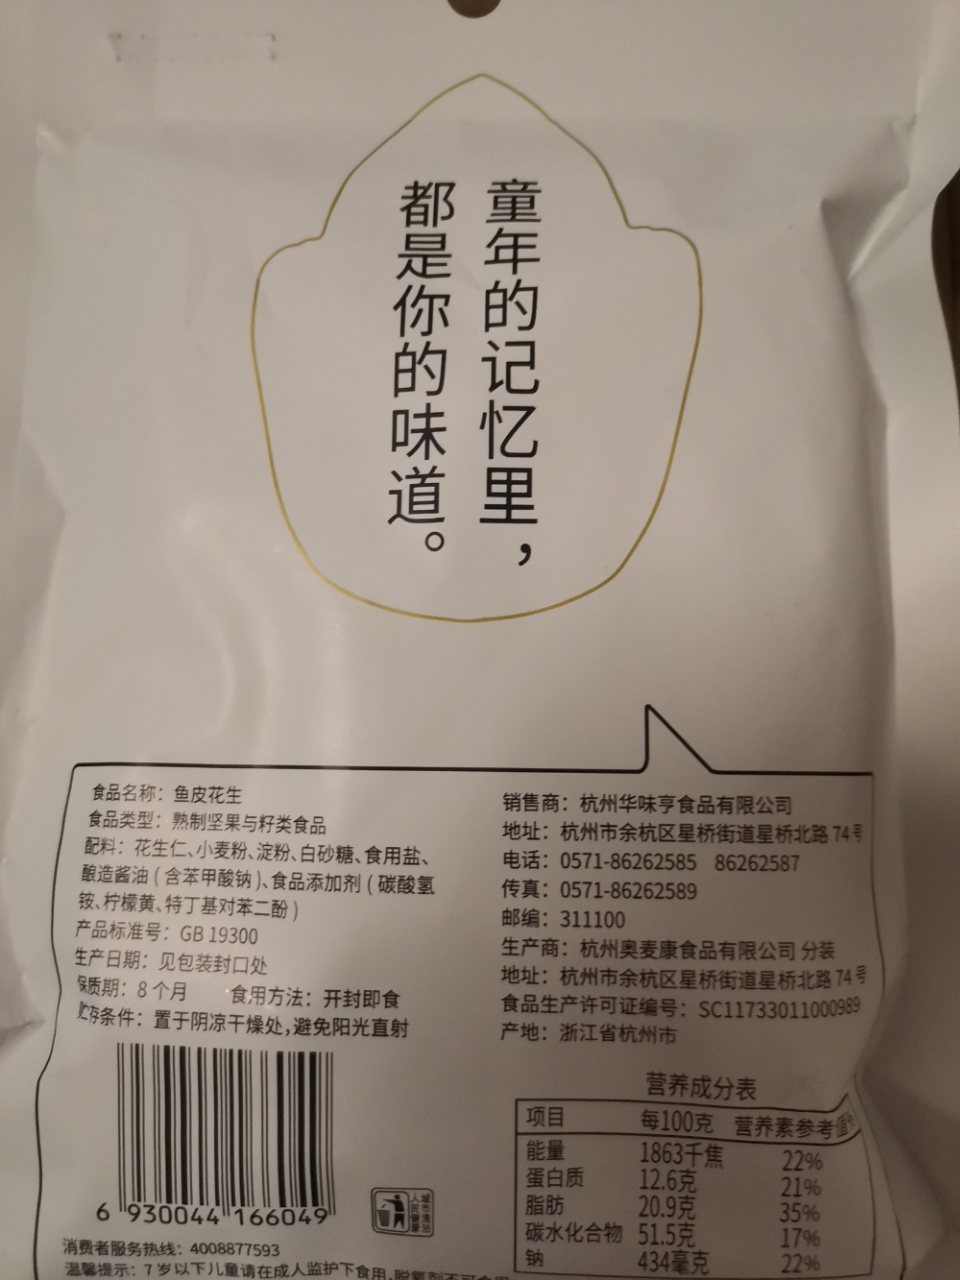 童年的记忆里，
都是你的味道。
食品名称：鱼皮花生
食品类型：熟制坚果与籽类食品
配料：花生仁、小麦粉、淀粉、白砂糖、食用盐、
酿造酱油（含苯甲酸钠）、食品添加剂（碳酸氢
铵、柠檬黄、特丁基对苯二酚）
产品标准号：GB 19300
生产日期：见包装封口处
保质期：8个月 食用方法：开封即食
贮存条件：置于阴凉干燥处，避免阳光直射
6 930044 166049
消费者服务热线：4008877593
温馨提示：7岁以下儿童请在成人监护下食用，脱氧剂不可食用
销售商：杭州华味亨食品有限公司
地址：杭州市余杭区星桥街道星桥北路74号
电话：0571-86262585 86262587
传真：0571-86262589
邮编：311100
生产商：杭州奥麦康食品有限公司 分装
地址：杭州市余杭区星桥街道星桥北路74号
食品生产许可证编号：SC11733011000989
产地：浙江省杭州市
营养成分表
项目 每100克 营养素参考值%
能量 1863千焦 22%
蛋白质 12.6克 21%
脂肪 20.9克 35%
碳水化合物 51.5克 17%
钠 434毫克 22%